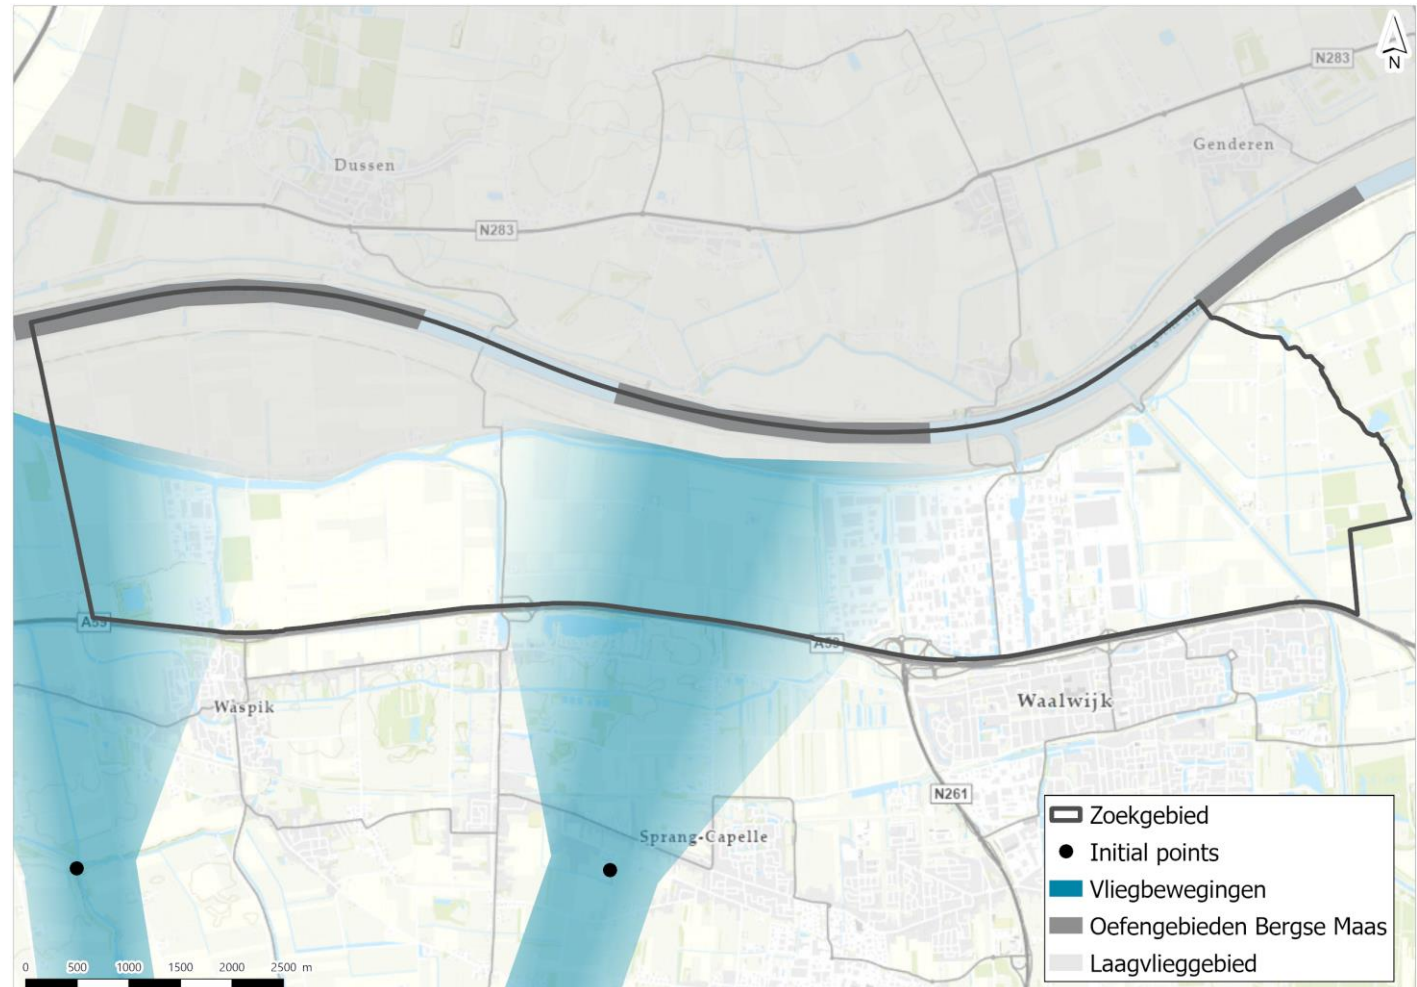 N283
N
Genderen
Dussen
N283
A59
A59
Waspik
Waalwijk
N261
Sprang-Capelle
Zoekgebied
Initial points
Vliegbewegingen
Oefengebieden Bergse Maas
Laagvlieggebied
0 500 1000 1500 2000 2500 m